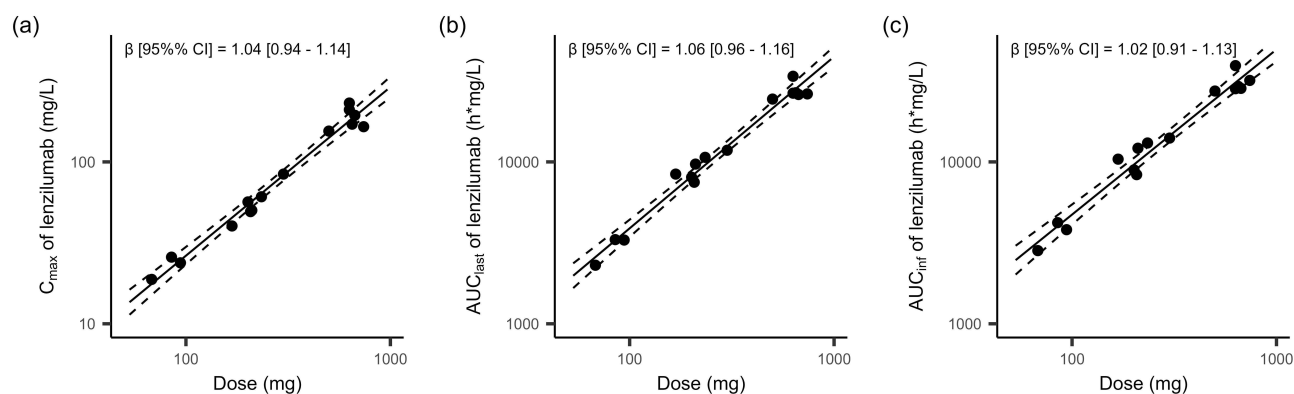 (a)
β [95%% CI] = 1.04 [0.94 - 1.14]
Cmax of lenzilumab (mg/L)
100
10
100
1000
Dose (mg)
(b)
β [95%% CI] = 1.06 [0.96 - 1.16]
AUClast of lenzilumab (h*mg/L)
10000
1000
100
1000
Dose (mg)
(c)
β [95%% CI] = 1.02 [0.91 - 1.13]
AUCinf of lenzilumab (h*mg/L)
10000
1000
100
1000
Dose (mg)